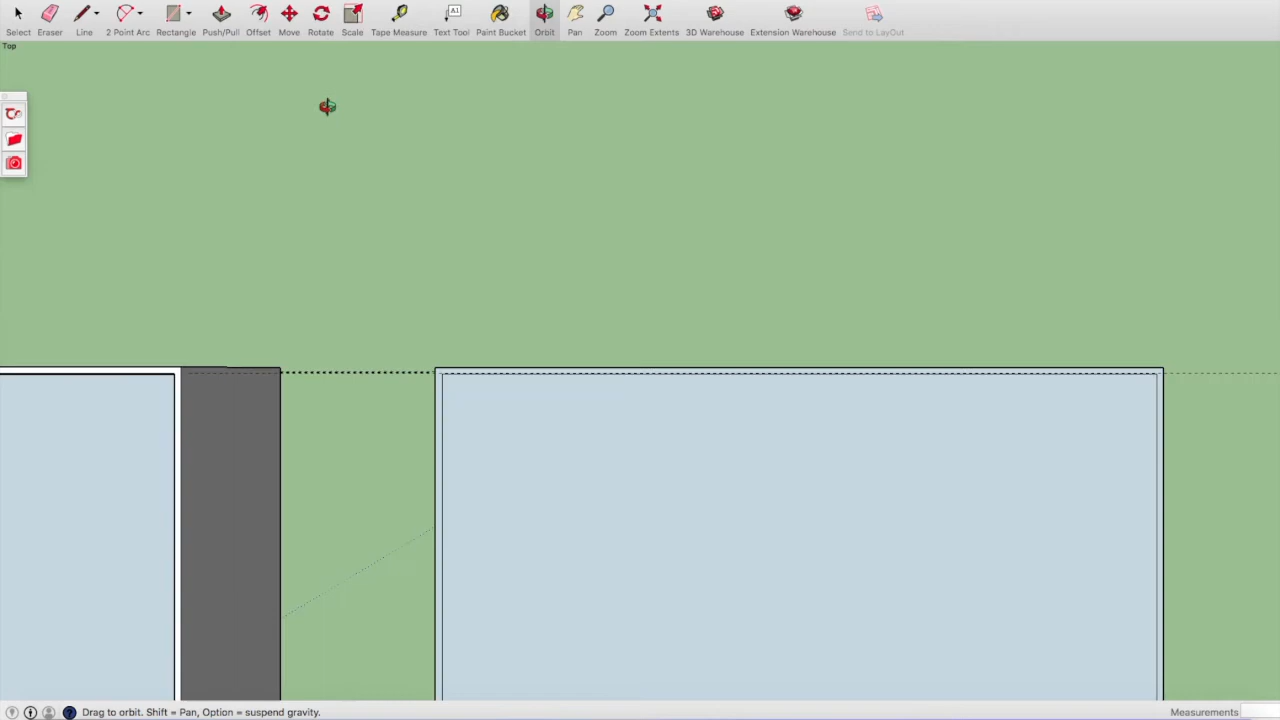 Select Eraser Line 2 Point Arc Rectangle Push/Pull Offset Move Rotate Scale Tape Measure Text Tool Paint Bucket Orbit Pan Zoom Zoom Extents 3D Warehouse Extension Warehouse Send to LayOut
Top
Drag to orbit. Shift = Pan, Option = suspend gravity. Measurements